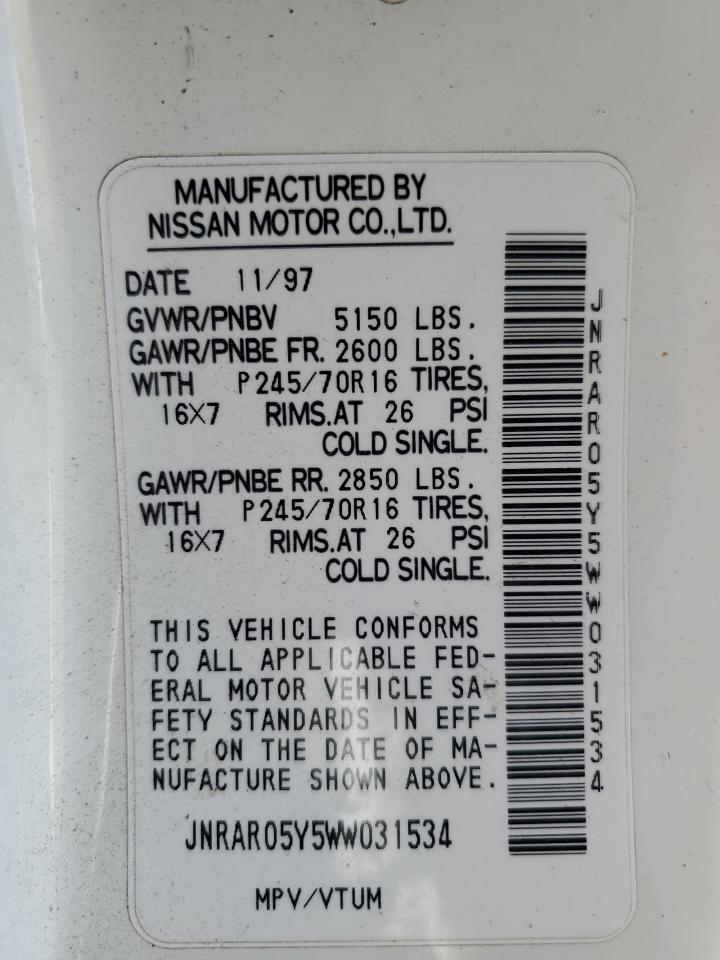 MANUFACTURED BY
NISSAN MOTOR CO.,LTD.
DATE 11/97
GVWR/PNBV 5150 LBS.
GAWR/PNBE FR. 2600 LBS.
WITH P245/70R16 TIRES,
16X7 RIMS.AT 26 PSI
COLD SINGLE.
GAWR/PNBE RR. 2850 LBS.
WITH P245/70R16 TIRES,
16X7 RIMS.AT 26 PSI
COLD SINGLE.
THIS VEHICLE CONFORMS
TO ALL APPLICABLE FED-
ERAL MOTOR VEHICLE SA-
FETY STANDARDS IN EFF-
ECT ON THE DATE OF MA-
NUFACTURE SHOWN ABOVE.
JNRAR05Y5WW031534
MPV/VTUM
JNRAR05Y5WW031534